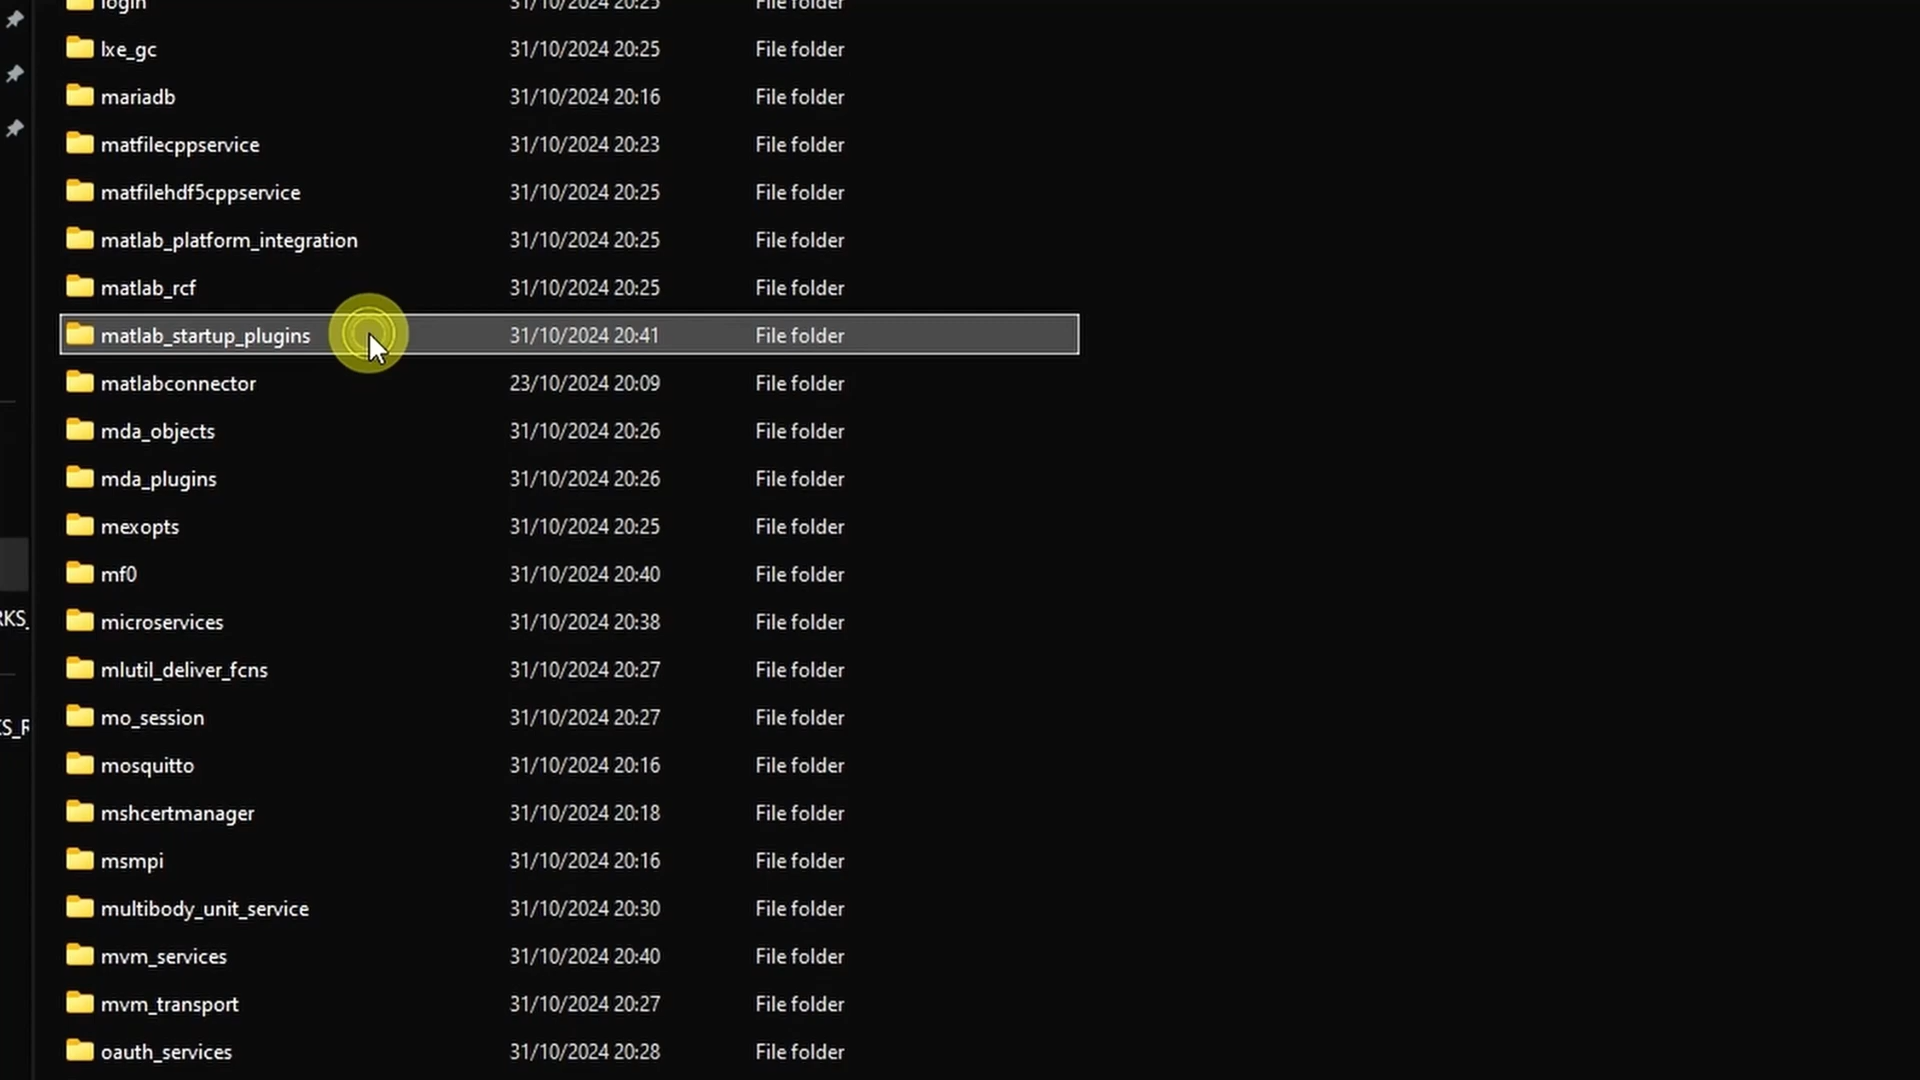 login 31/10/2024 20:25 File folder
lxe_gc 31/10/2024 20:25 File folder
mariadb 31/10/2024 20:16 File folder
matfilecppservice 31/10/2024 20:23 File folder
matfilehdf5cppservice 31/10/2024 20:25 File folder
matlab_platform_integration 31/10/2024 20:25 File folder
matlab_rcf 31/10/2024 20:25 File folder
matlab_startup_plugins 31/10/2024 20:41 File folder
matlabconnector 23/10/2024 20:09 File folder
mda_objects 31/10/2024 20:26 File folder
mda_plugins 31/10/2024 20:26 File folder
mexopts 31/10/2024 20:25 File folder
mf0 31/10/2024 20:40 File folder
RKS_ microservices 31/10/2024 20:38 File folder
mlutil_deliver_fcns 31/10/2024 20:27 File folder
S_R mo_session 31/10/2024 20:27 File folder
mosquitto 31/10/2024 20:16 File folder
mshcertmanager 31/10/2024 20:18 File folder
msmpi 31/10/2024 20:16 File folder
multibody_unit_service 31/10/2024 20:30 File folder
mvm_services 31/10/2024 20:40 File folder
mvm_transport 31/10/2024 20:27 File folder
oauth_services 31/10/2024 20:28 File folder